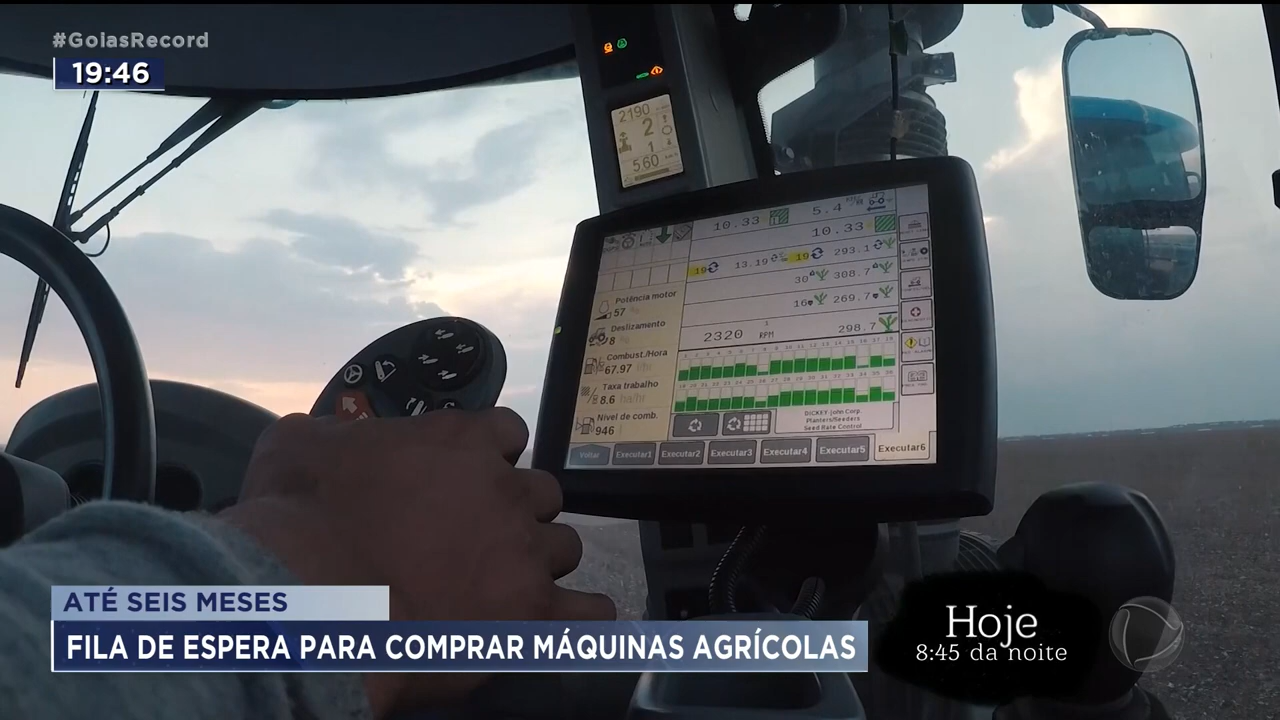 #GoiasRecord
19:46
2190
2
1
560
10.33
5.4
10.33
19
13.19
19
293.1
30
308.7
16
269.7
2320 RPM
298.7
Potência motor
57
Deslizamento
8
Combust./Hora
67.97
Taxa trabalho
8.6 ha/hr
Nível de comb.
946
DICKEY-john Corp.
Planters/Seeders
Seed Rate Control
Voltar
Executar1
Executar2
Executar3
Executar4
Executar5
Executar6
ATÉ SEIS MESES
FILA DE ESPERA PARA COMPRAR MÁQUINAS AGRÍCOLAS
Hoje
8:45 da noite